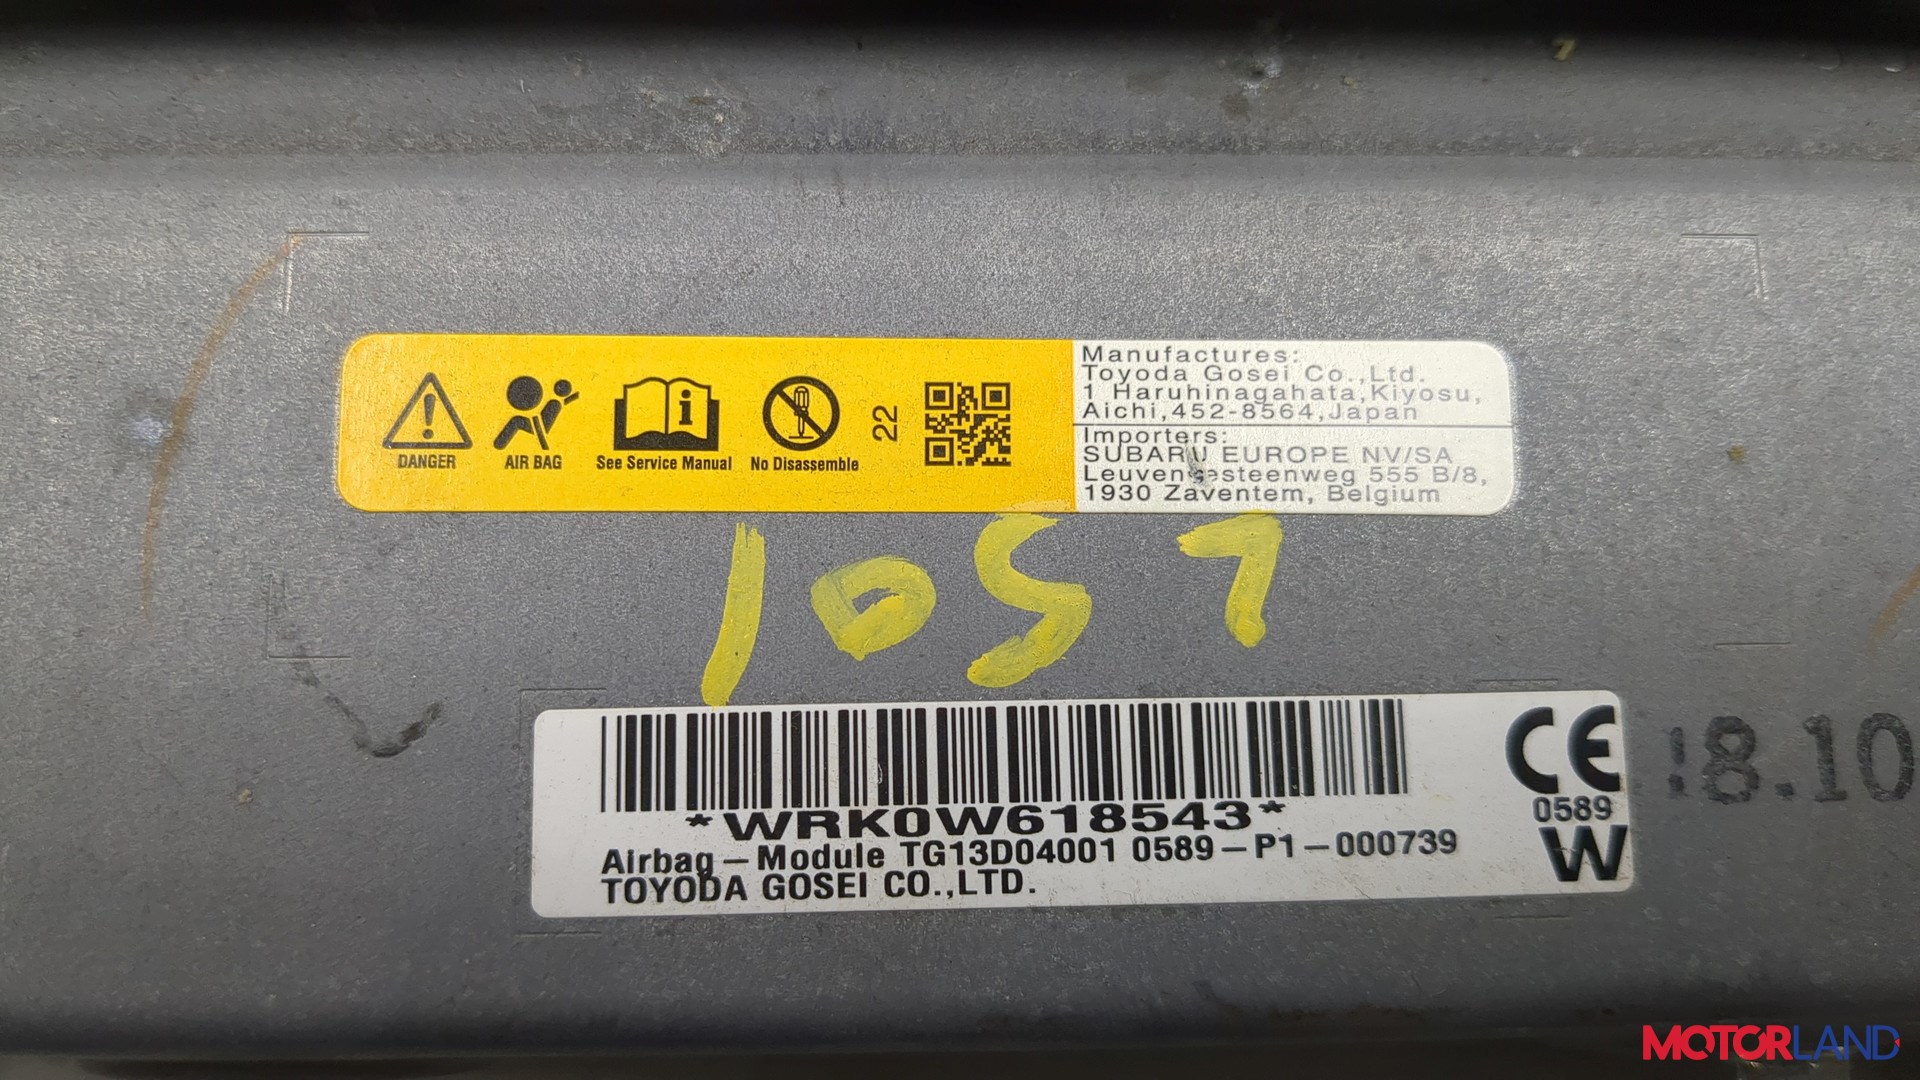 DANGER
AIR BAG
See Service Manual
No Disassemble
22
Manufactures:
Toyoda Gosei Co.,Ltd.
1 Haruhinagahata,Kiyosu,
Aichi,452-8564,Japan
Importers:
SUBARU EUROPE NV/SA
Leuvensesteenweg 555 B/8,
1930 Zaventem, Belgium
1057
*WRK0W618543*
Airbag-Module TG13D04001 0589-P1-000739
TOYODA GOSEI CO.,LTD.
CE
0589
W
8.10
MOTORLAND